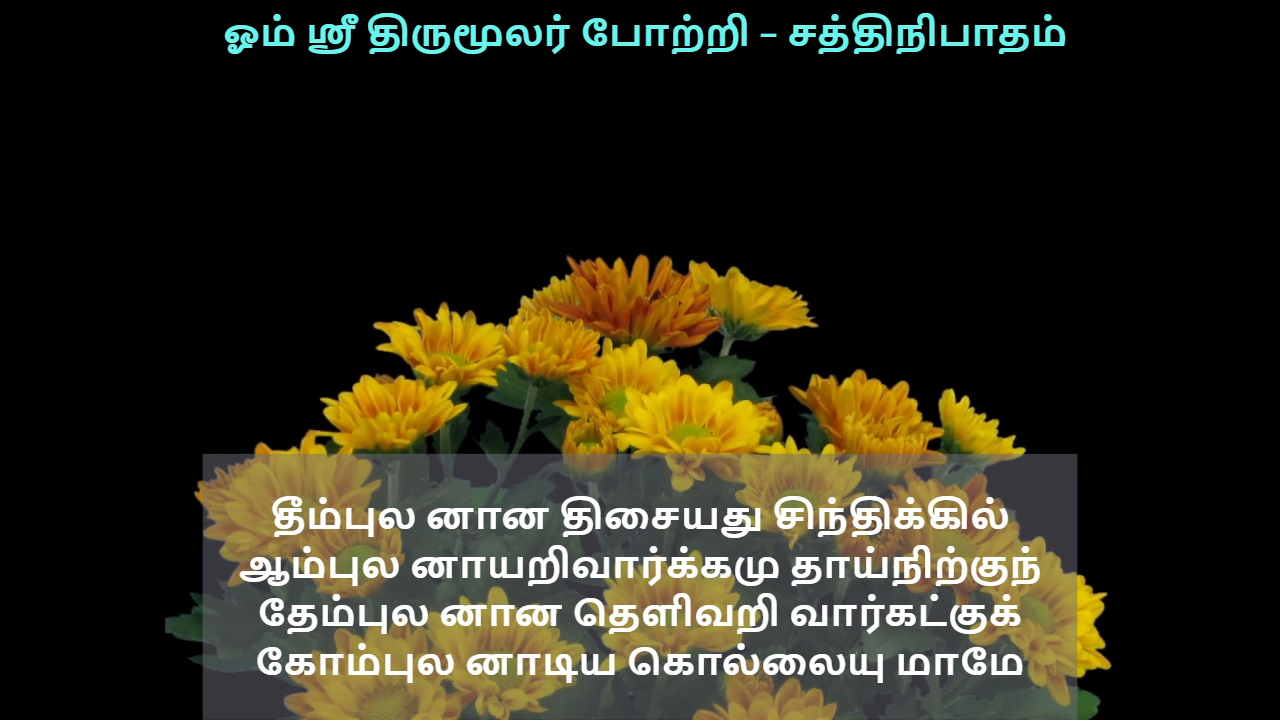 ஓம் ஸ்ரீ திருமூலர் போற்றி – சத்திநிபாதம்
தீம்புல னான திசையது சிந்திக்கில்
ஆம்புல னாயறிவார்க்கமு தாய்நிற்குந்
தேம்புல னான தெளிவறி வார்கட்குக்
கோம்புல னாடிய கொல்லையு மாமே